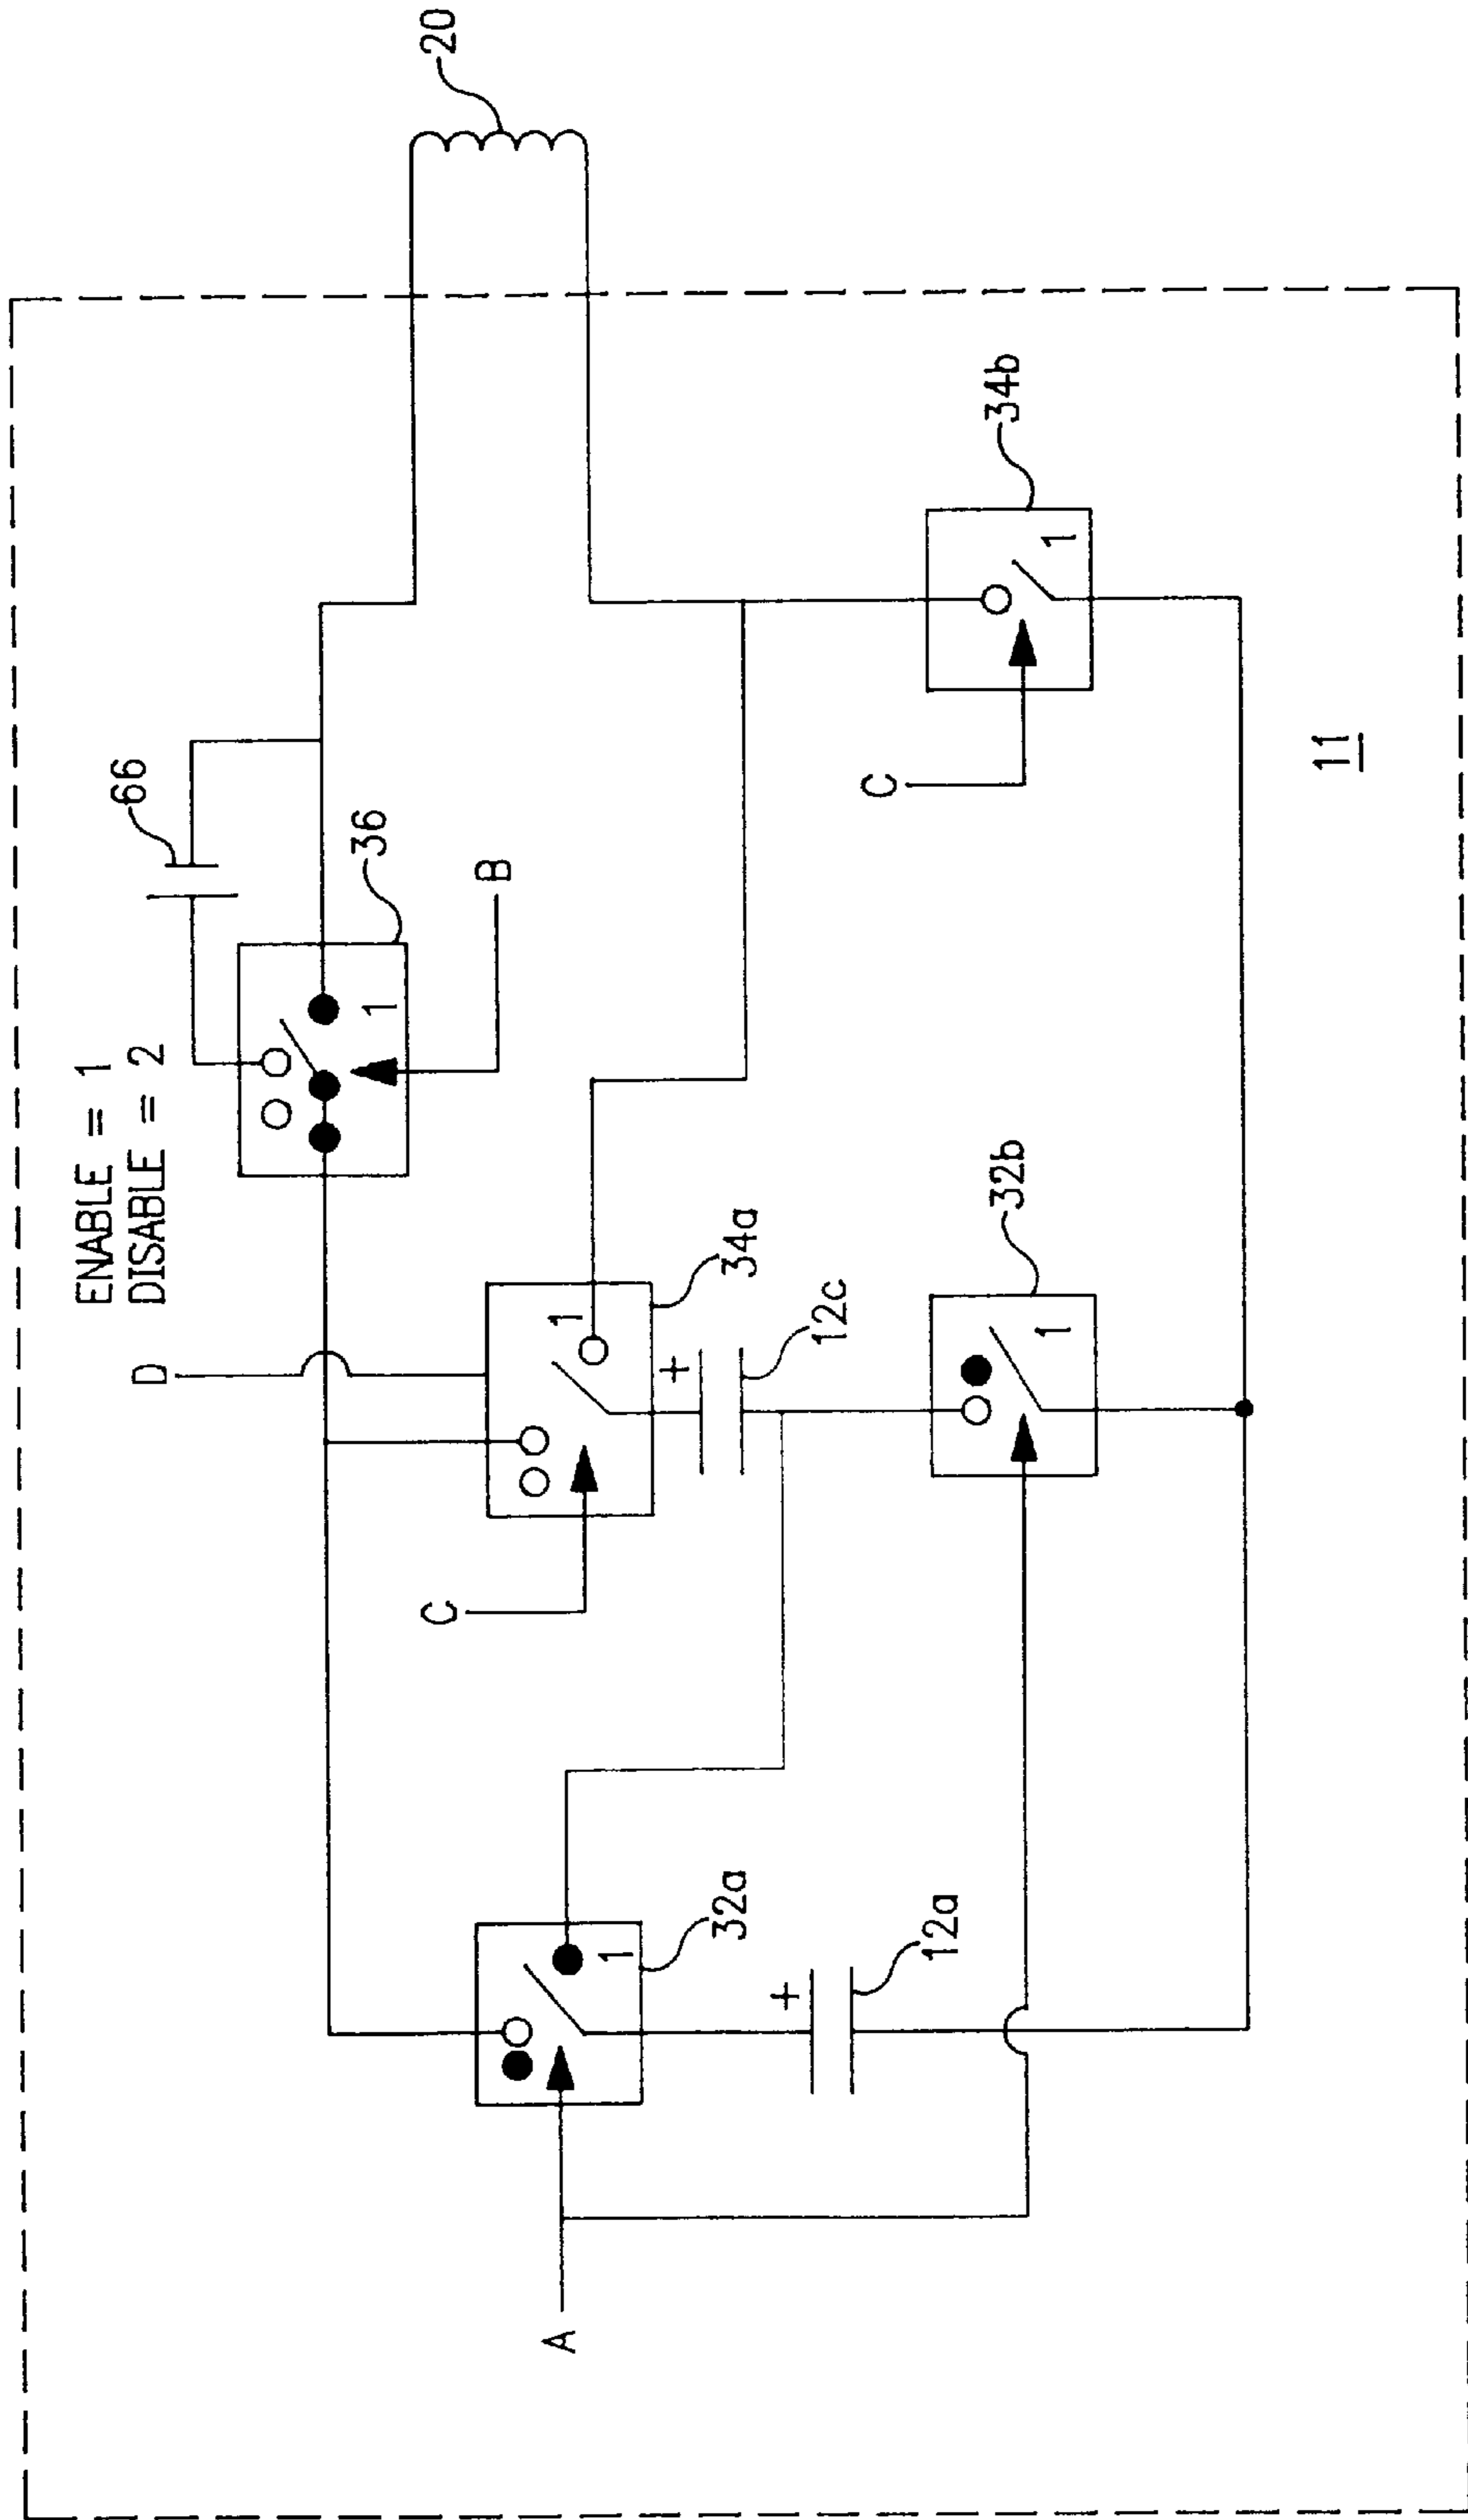 ENABLE = 1
DISABLE = 2
D
66
36
B
20
C
34a
1
1
+
12c
A
32a
1
+
12a
32b
1
C
34b
1
11